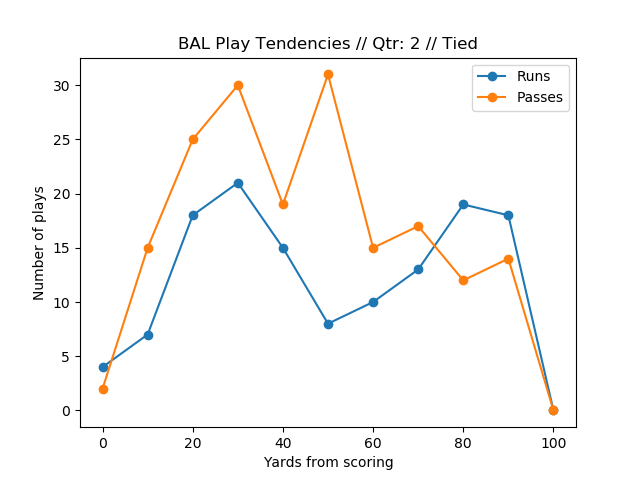 BAL Play Tendencies // Qtr: 2 // Tied
Runs
Passes
30
25
20
15
10
5
0
Number of plays
0 20 40 60 80 100
Yards from scoring